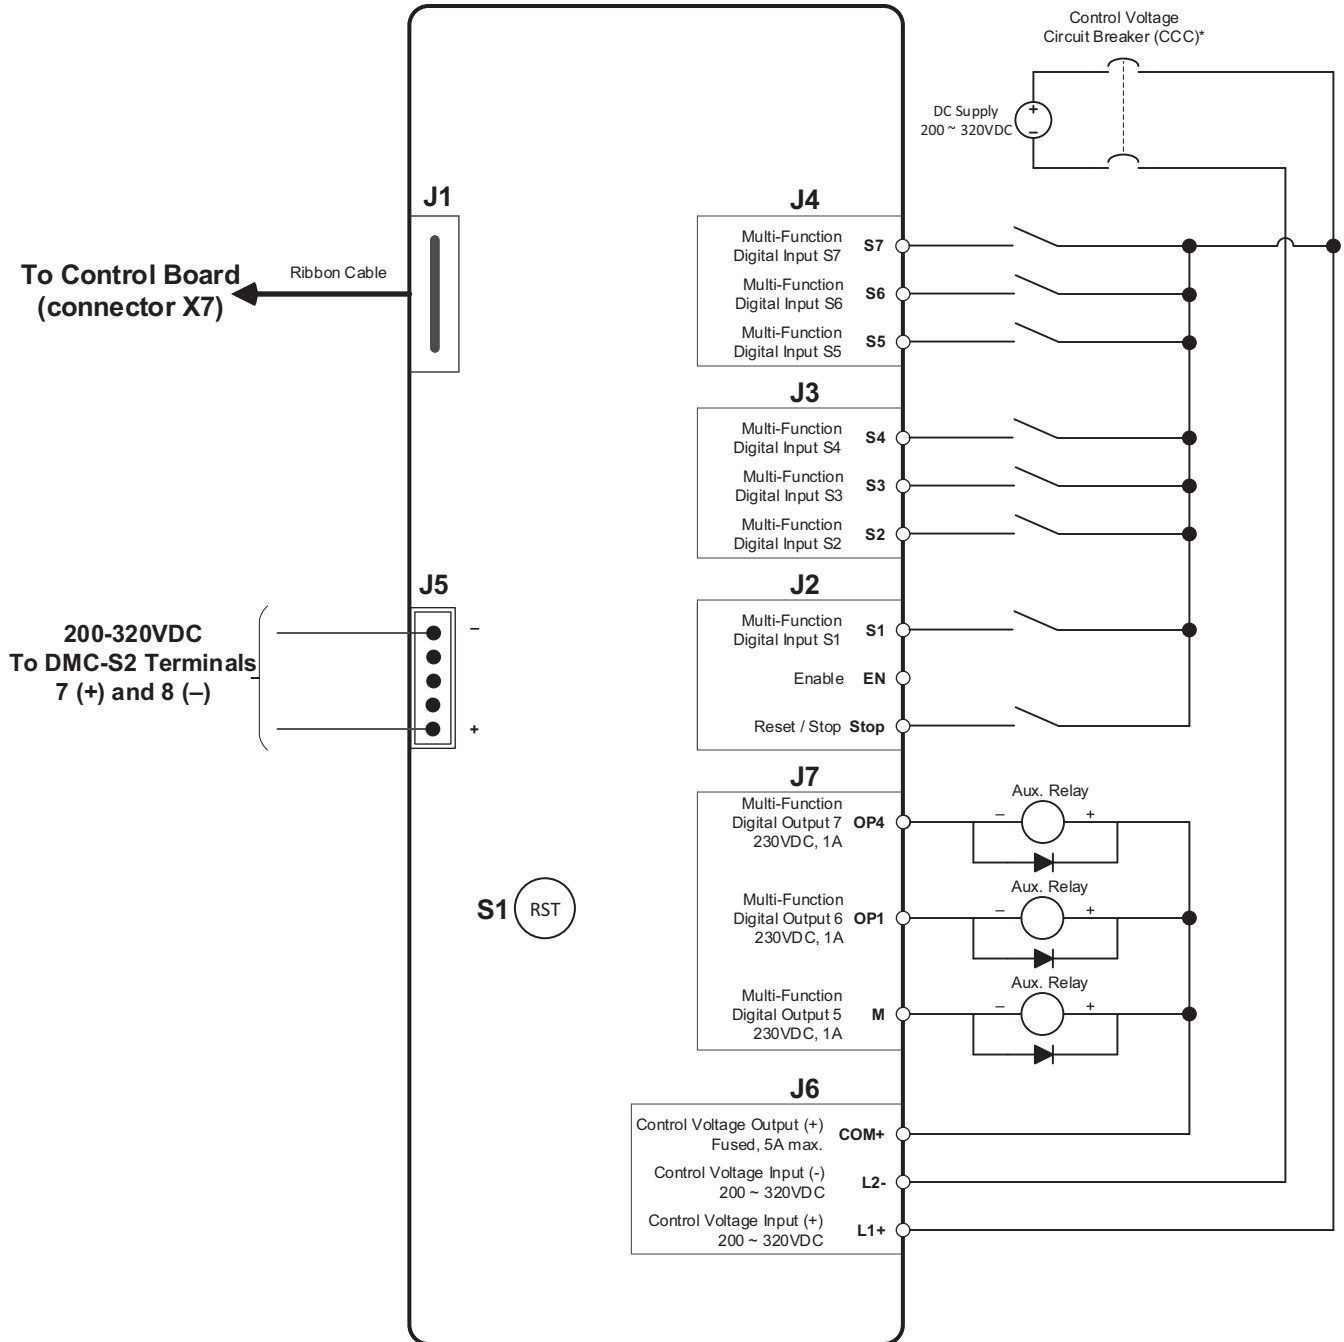 Control Voltage
Circuit Breaker (CCC)*
DC Supply
200 ~ 320VDC
+
−
J1
To Control Board
(connector X7)
Ribbon Cable
J4
Multi-Function
Digital Input S7
S7
Multi-Function
Digital Input S6
S6
Multi-Function
Digital Input S5
S5
J3
Multi-Function
Digital Input S4
S4
Multi-Function
Digital Input S3
S3
Multi-Function
Digital Input S2
S2
J5
200-320VDC
To DMC-S2 Terminals
7 (+) and 8 (–)
–
+
J2
Multi-Function
Digital Input S1
S1
Enable EN
Reset / Stop Stop
J7
Multi-Function
Digital Output 7
230VDC, 1A
OP4
Aux. Relay
– +
Multi-Function
Digital Output 6
230VDC, 1A
OP1
Aux. Relay
– +
Multi-Function
Digital Output 5
230VDC, 1A
M
Aux. Relay
– +
S1 RST
J6
Control Voltage Output (+)
Fused, 5A max.
COM+
Control Voltage Input (-)
200 ~ 320VDC
L2-
Control Voltage Input (+)
200 ~ 320VDC
L1+